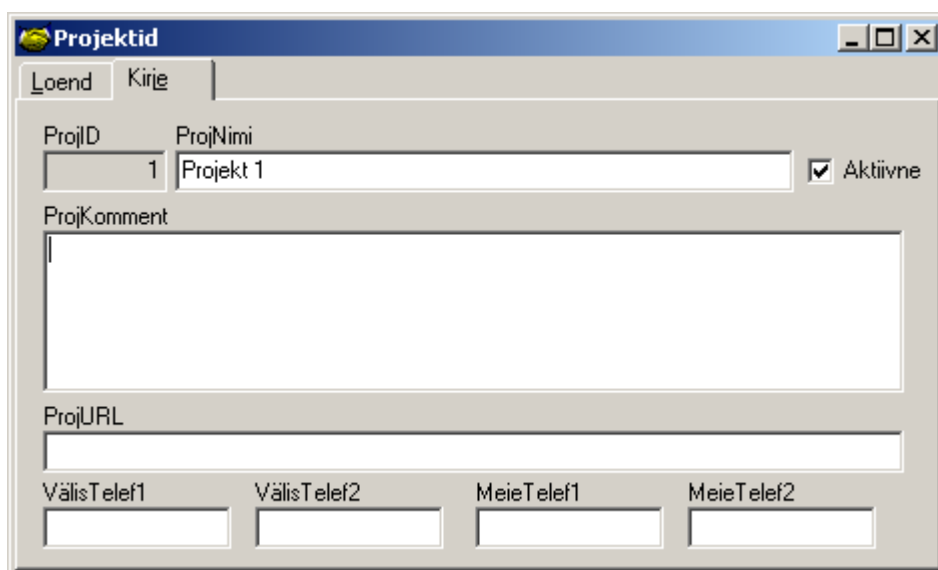 Projektid
Loend Kirje
ProjID ProjNimi
1 Projekt 1 Aktiivne
ProjKomment
ProjURL
VälisTelef1 VälisTelef2 MeieTelef1 MeieTelef2